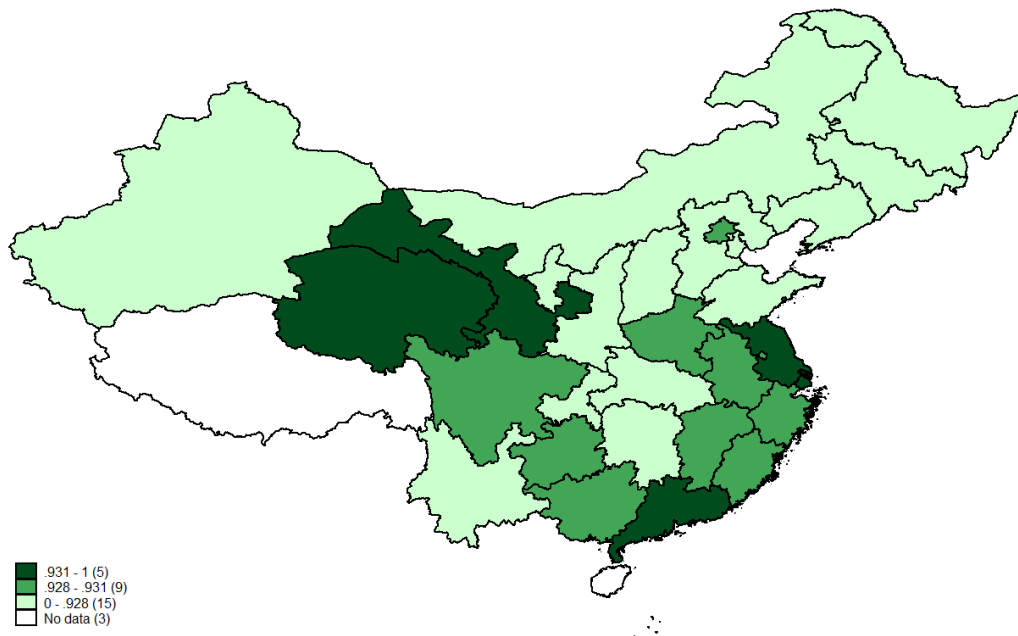 .931 - 1 (5)
.928 - .931 (9)
0 - .928 (15)
No data (3)